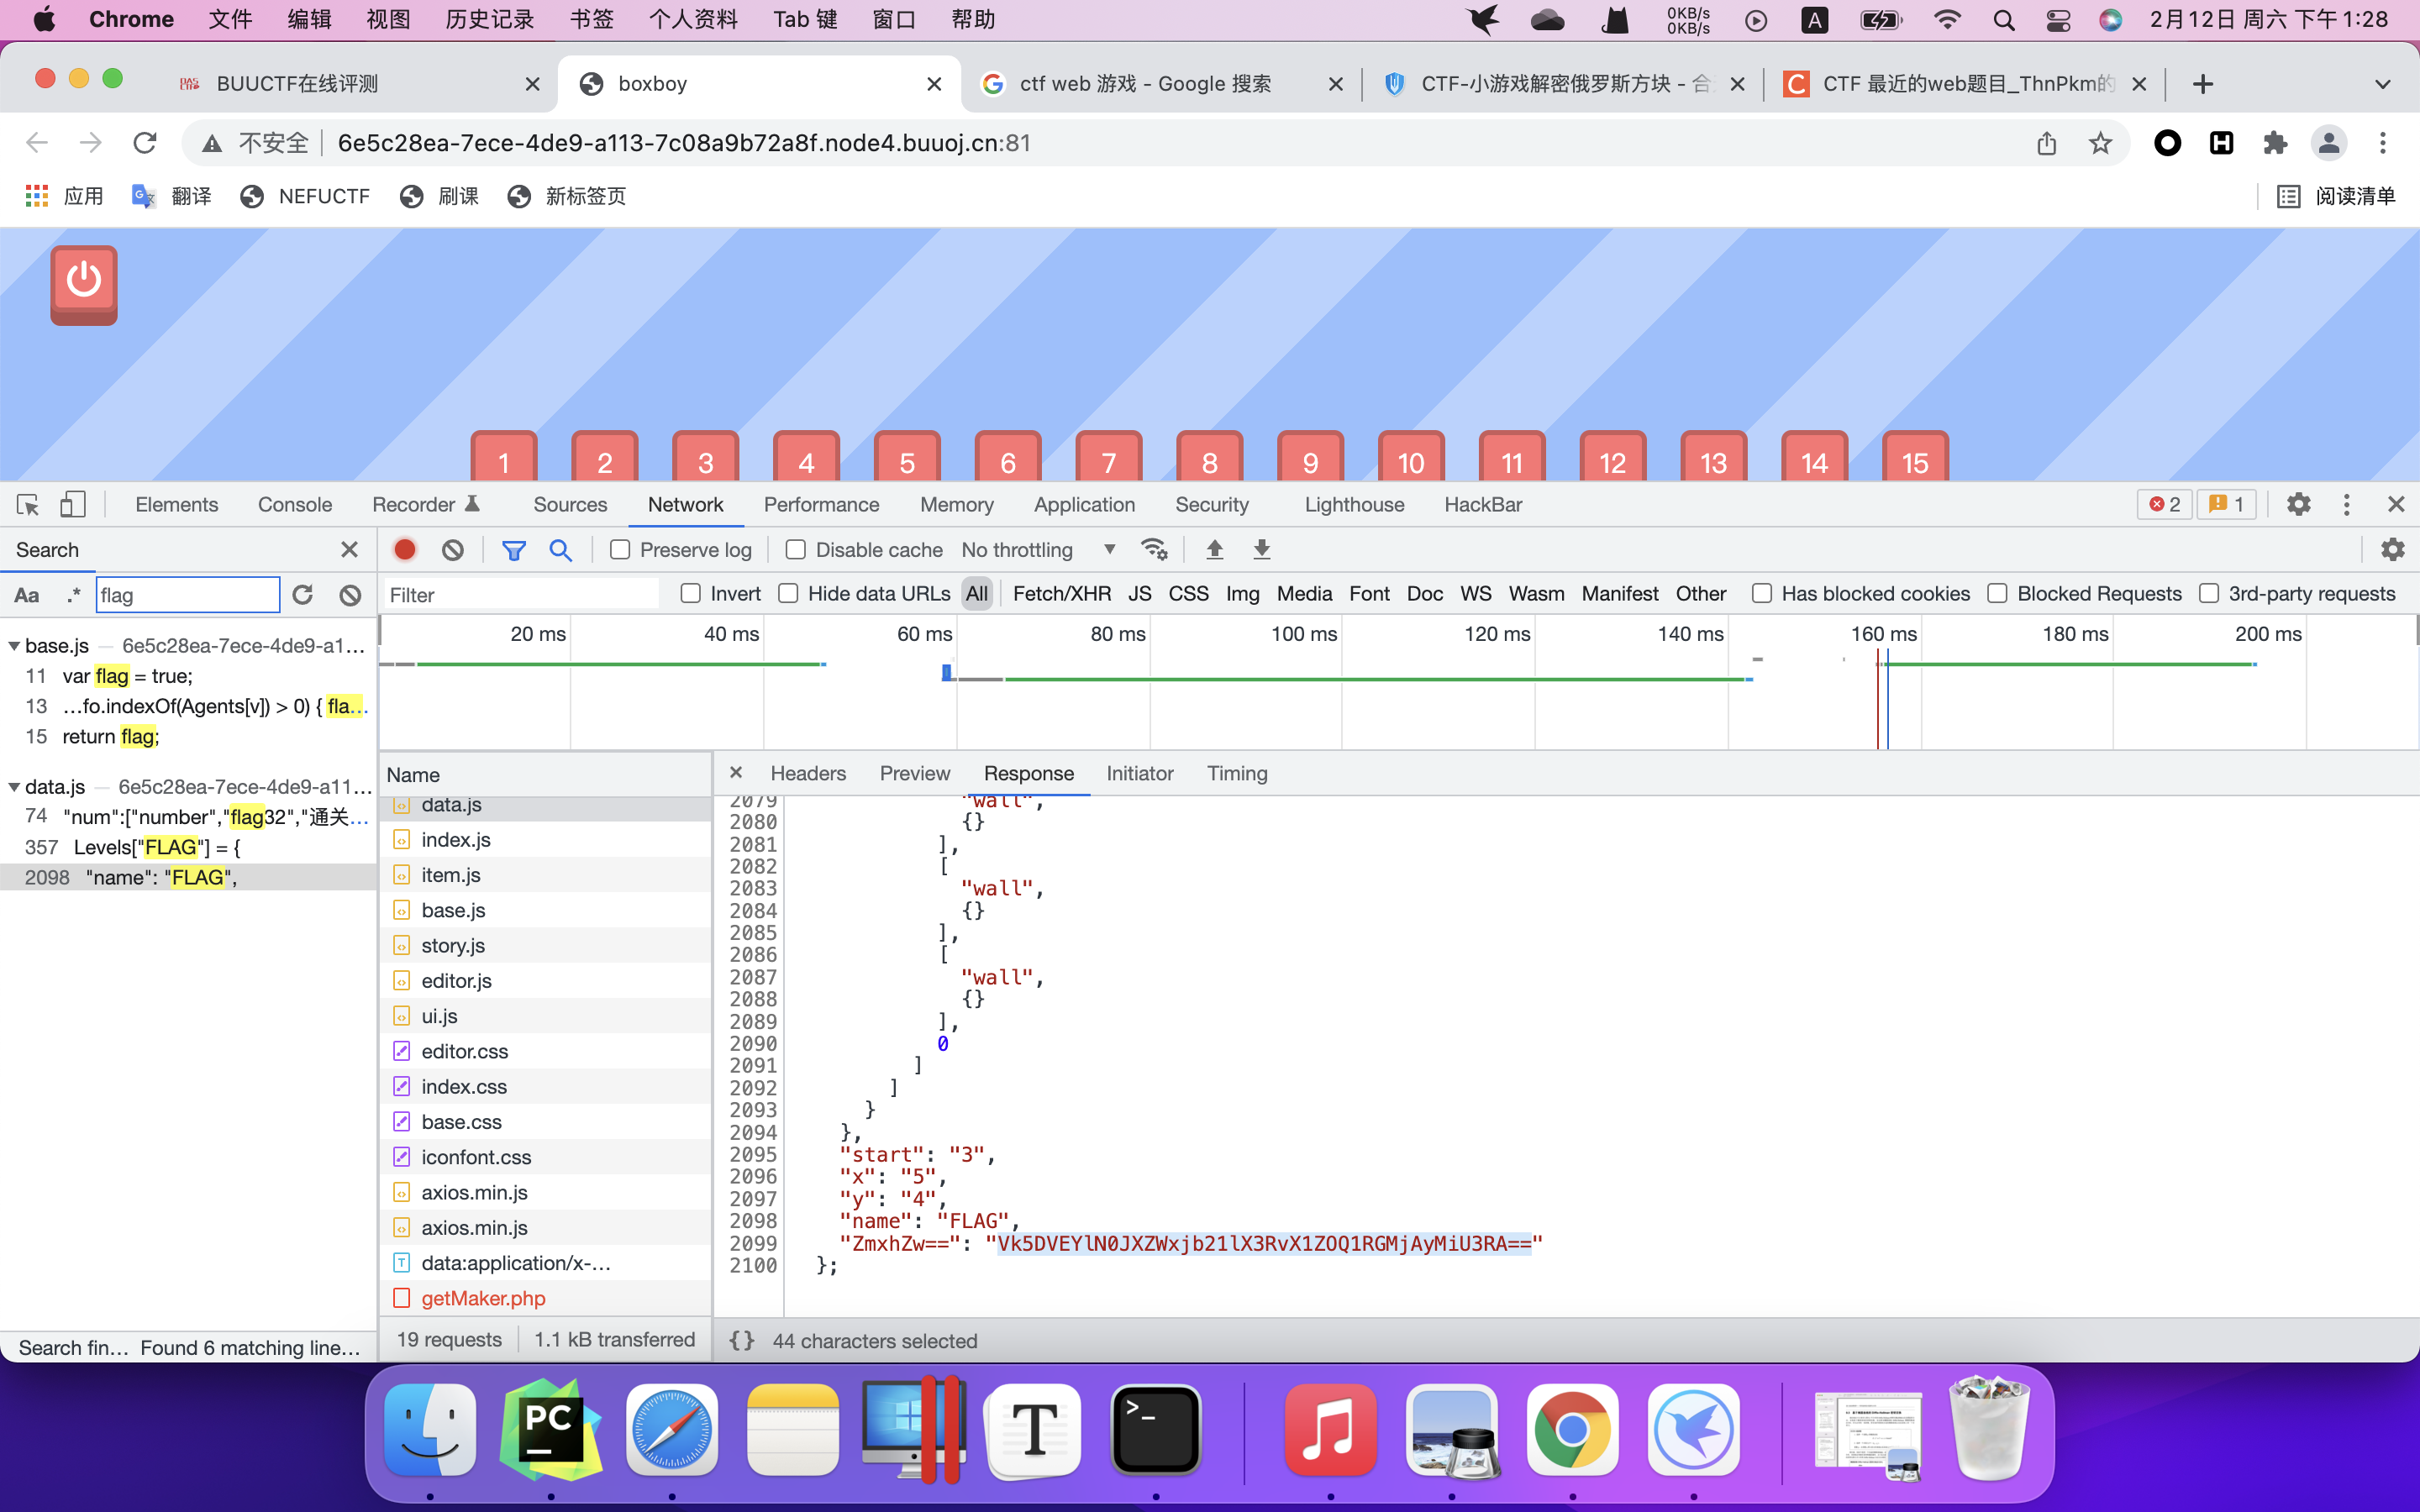 Chrome 文件 编辑 视图 历史记录 书签 个人资料 Tab 键 窗口 帮助 0KB/s 0KB/s A 2月12日 周六 下午 1:28
BUUCTF在线评测 boxboy ctf web 游戏 - Google 搜索 CTF-小游戏解密俄罗斯方块 - 合 CTF 最近的web题目_ThnPkm的
不安全 6e5c28ea-7ece-4de9-a113-7c08a9b72a8f.node4.buuoj.cn:81
应用 翻译 NEFUCTF 刷课 新标签页 阅读清单
1 2 3 4 5 6 7 8 9 10 11 12 13 14 15
Elements Console Recorder Sources Network Performance Memory Application Security Lighthouse HackBar 2 1
Search Preserve log Disable cache No throttling
Aa .* flag Filter Invert Hide data URLs All Fetch/XHR JS CSS Img Media Font Doc WS Wasm Manifest Other Has blocked cookies Blocked Requests 3rd-party requests
20 ms 40 ms 60 ms 80 ms 100 ms 120 ms 140 ms 160 ms 180 ms 200 ms
base.js — 6e5c28ea-7ece-4de9-a1...
11 var flag = true;
13 …fo.indexOf(Agents[v]) > 0) { fla...
15 return flag;
data.js — 6e5c28ea-7ece-4de9-a11...
74 "num":["number","flag32","通关...
357 Levels["FLAG"] = {
2098 "name": "FLAG",
Search fin... Found 6 matching line...
Name
data.js
index.js
item.js
base.js
story.js
editor.js
ui.js
editor.css
index.css
base.css
iconfont.css
axios.min.js
axios.min.js
data:application/x-...
getMaker.php
19 requests 1.1 kB transferred
Headers Preview Response Initiator Timing
2079 "wall",
2080 {}
2081 ],
2082 [
2083 "wall",
2084 {}
2085 ],
2086 [
2087 "wall",
2088 {}
2089 ],
2090 0
2091 ]
2092 ]
2093 }
2094 },
2095 "start": "3",
2096 "x": "5",
2097 "y": "4",
2098 "name": "FLAG",
2099 "ZmxhZw==": "Vk5DVEYlN0JXZWxjb21lX3RvX1ZOQ1RGMjAyMiU3RA=="
2100 };
{} 44 characters selected
PC
T
>_